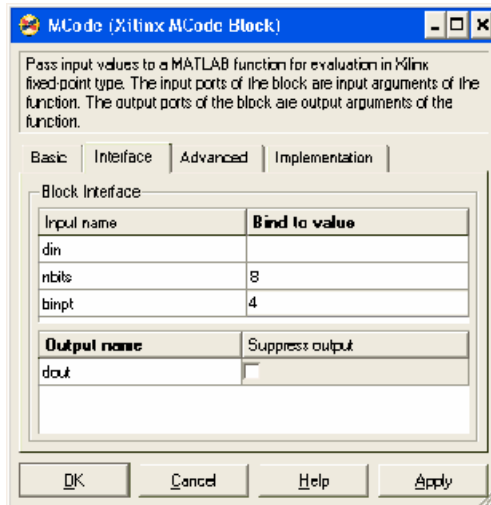 MCode (Xilinx MCode Block)
Pass input values to a MATLAB function for evaluation in Xilinx
fixed-point type. The input ports of the block are input arguments of the
function. The output ports of the block are output arguments of the
function.
Basic Interface Advanced Implementation
Block Interface
Input name Bind to value
din
nbits 8
binpt 4
Output name Suppress output
dout
OK Cancel Help Apply